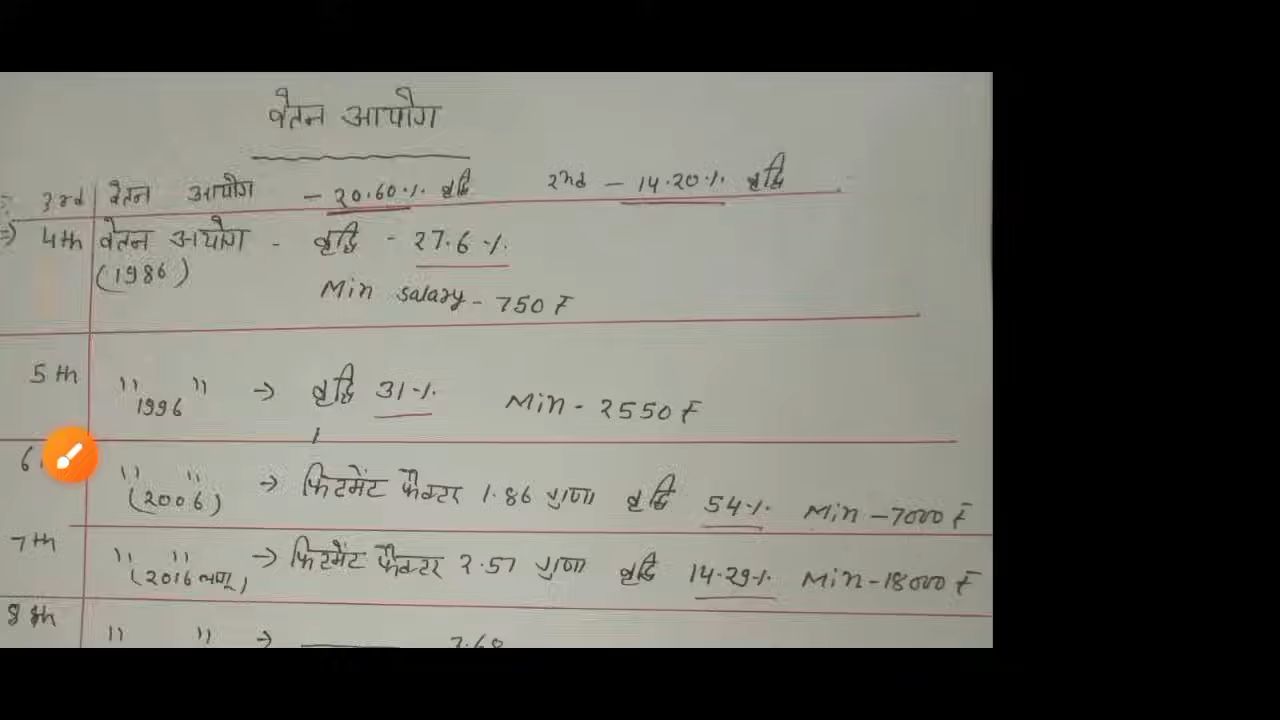 वेतन आयोग
3rd वेतन आयोग - 20.60% वृद्धि 2nd - 14.20% वृद्धि
=) 4th वेतन आयोग - वृद्धि - 27.6%
(1986)
Min salary - 750 ₹
5th " " → वृद्धि 31% Min - 2550 ₹
1996
6 " " → फिटमेंट फैक्टर 1.86 गुणा वृद्धि 54% Min - 7000 ₹
(2006)
7th " " → फिटमेंट फैक्टर 2.57 गुणा वृद्धि 14.29% Min - 18000 ₹
(2016 लागू)
8th " " →